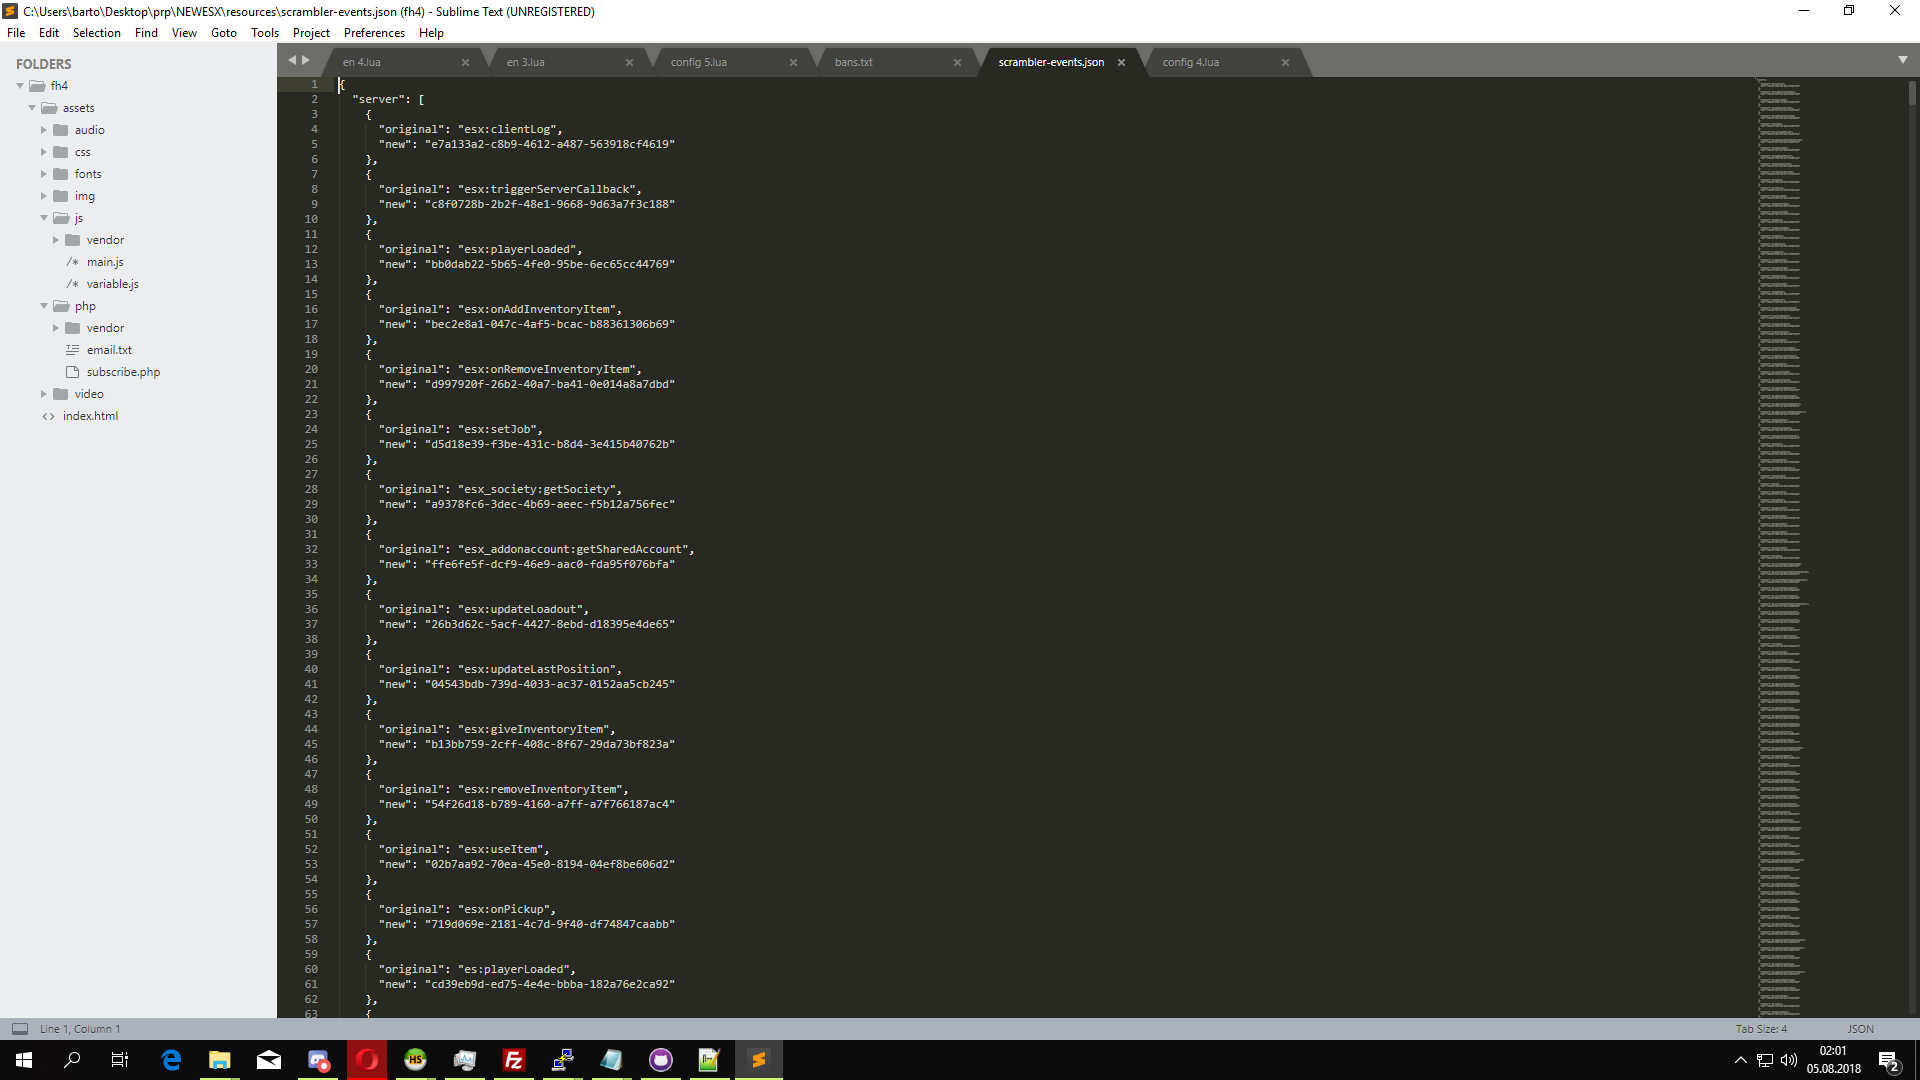 C:\Users\barto\Desktop\prp\NEWESX\resources\scrambler-events.json (fh4) - Sublime Text (UNREGISTERED)
File Edit Selection Find View Goto Tools Project Preferences Help
FOLDERS
fh4
assets
audio
css
fonts
img
js
vendor
/* main.js
/* variable.js
php
vendor
email.txt
subscribe.php
video
<> index.html
en 4.lua
en 3.lua
config 5.lua
bans.txt
scrambler-events.json
config 4.lua
1 {
2 "server": [
3 {
4 "original": "esx:clientLog",
5 "new": "e7a133a2-c8b9-4612-a487-563918cf4619"
6 },
7 {
8 "original": "esx:triggerServerCallback",
9 "new": "c8f0728b-2b2f-48e1-9668-9d63a7f3c188"
10 },
11 {
12 "original": "esx:playerLoaded",
13 "new": "bb0dab22-5b65-4fe0-95be-6ec65cc44769"
14 },
15 {
16 "original": "esx:onAddInventoryItem",
17 "new": "bec2e8a1-047c-4af5-bcac-b88361306b69"
18 },
19 {
20 "original": "esx:onRemoveInventoryItem",
21 "new": "d997920f-26b2-40a7-ba41-0e014a8a7dbd"
22 },
23 {
24 "original": "esx:setJob",
25 "new": "d5d18e39-f3be-431c-b8d4-3e415b40762b"
26 },
27 {
28 "original": "esx_society:getSociety",
29 "new": "a9378fc6-3dec-4b69-aeec-f5b12a756fec"
30 },
31 {
32 "original": "esx_addonaccount:getSharedAccount",
33 "new": "ffe6fe5f-dcf9-46e9-aac0-fda95f076bfa"
34 },
35 {
36 "original": "esx:updateLoadout",
37 "new": "26b3d62c-5acf-4427-8ebd-d18395e4de65"
38 },
39 {
40 "original": "esx:updateLastPosition",
41 "new": "04543bdb-739d-4033-ac37-0152aa5cb245"
42 },
43 {
44 "original": "esx:giveInventoryItem",
45 "new": "b13bb759-2cff-408c-8f67-29da73bf823a"
46 },
47 {
48 "original": "esx:removeInventoryItem",
49 "new": "54f26d18-b789-4160-a7ff-a7f766187ac4"
50 },
51 {
52 "original": "esx:useItem",
53 "new": "02b7aa92-70ea-45e0-8194-04ef8be606d2"
54 },
55 {
56 "original": "esx:onPickup",
57 "new": "719d069e-2181-4c7d-9f40-df74847caabb"
58 },
59 {
60 "original": "es:playerLoaded",
61 "new": "cd39eb9d-ed75-4e4e-bbba-182a76e2ca92"
62 },
63 {
Line 1, Column 1
Tab Size: 4
JSON
HS
FZ
02:01
05.08.2018
2